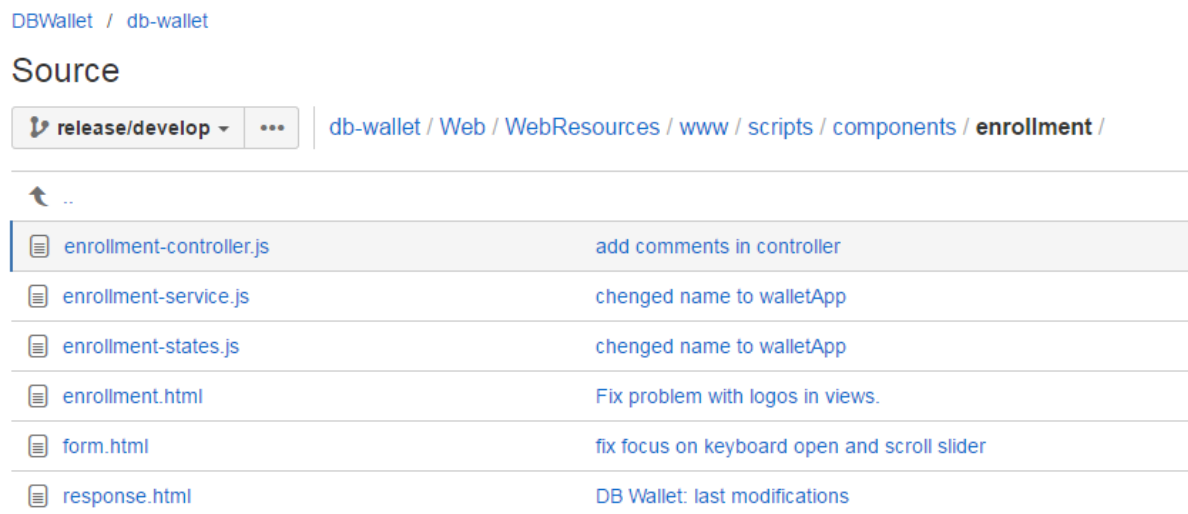 DBWallet / db-wallet
Source
release/develop ••• db-wallet / Web / WebResources / www / scripts / components / enrollment /
..
enrollment-controller.js add comments in controller
enrollment-service.js chenged name to walletApp
enrollment-states.js chenged name to walletApp
enrollment.html Fix problem with logos in views.
form.html fix focus on keyboard open and scroll slider
response.html DB Wallet: last modifications